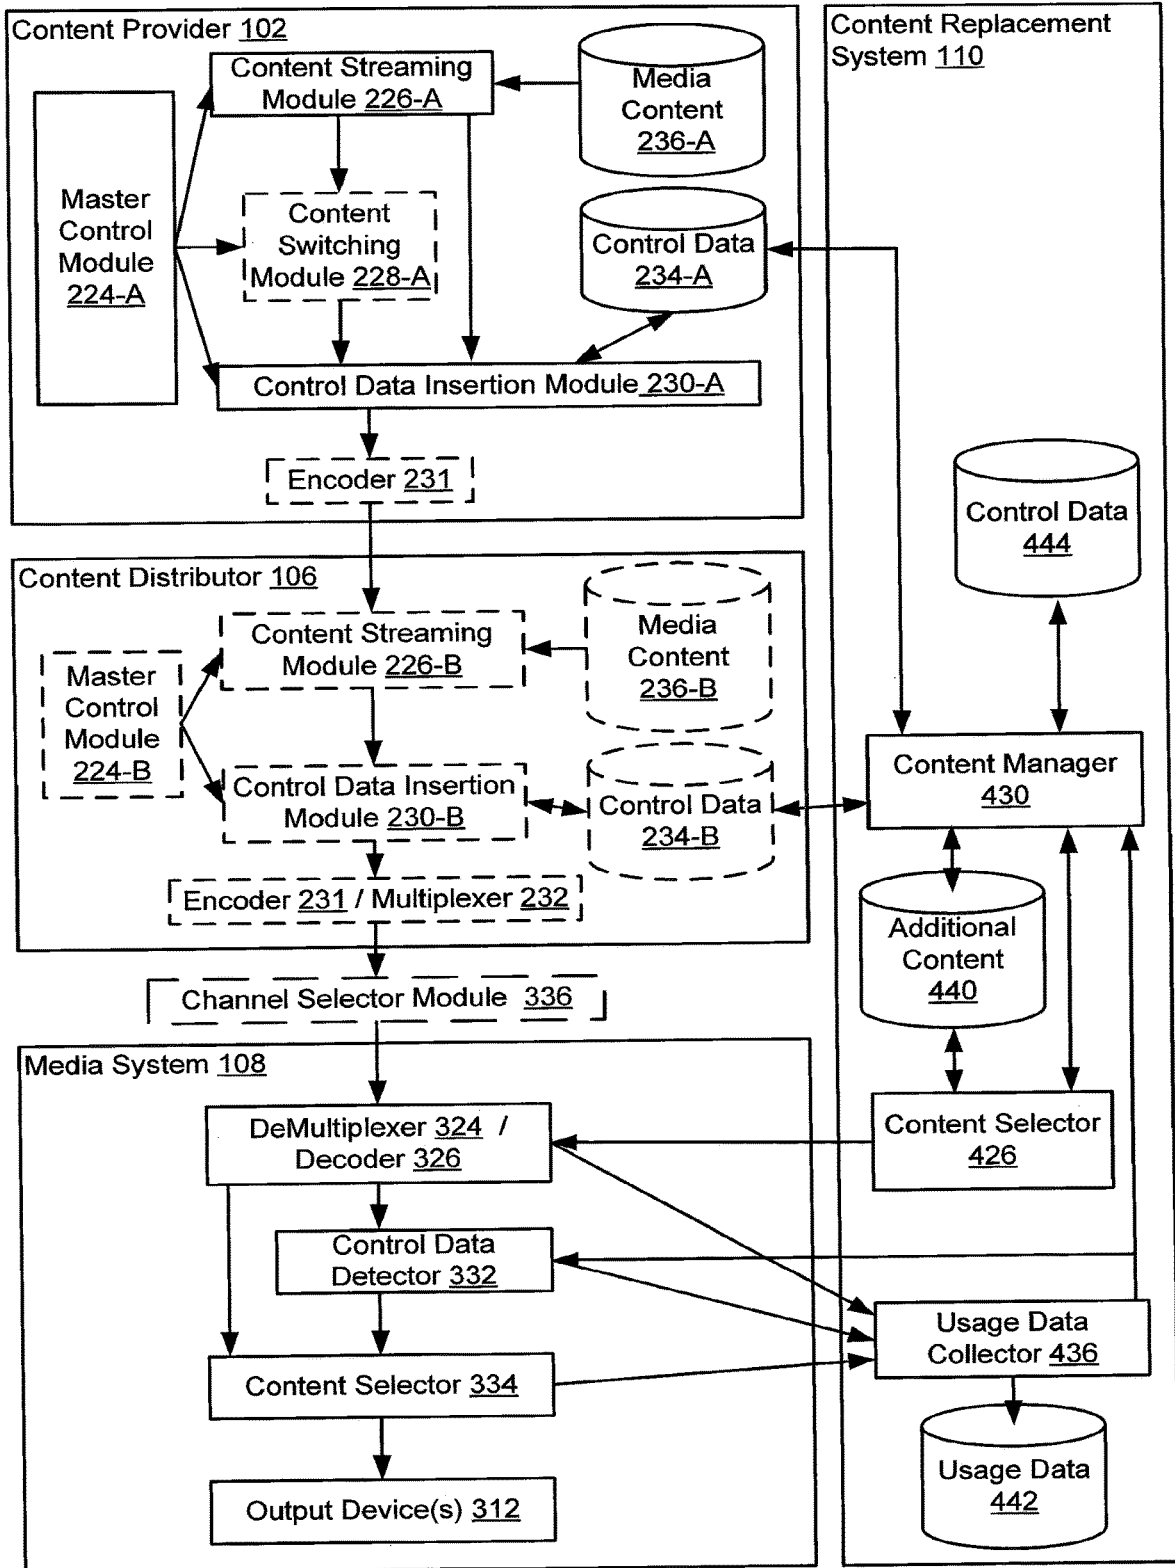 Content Provider 102
Content Streaming
Module 226-A
Media
Content
236-A
Master
Control
Module
224-A
Content
Switching
Module 228-A
Control Data
234-A
Control Data Insertion Module 230-A
Encoder 231
Content Distributor 106
Content Streaming
Module 226-B
Media
Content
236-B
Master
Control
Module
224-B
Control Data Insertion
Module 230-B
Control Data
234-B
Encoder 231 / Multiplexer 232
Channel Selector Module 336
Media System 108
DeMultiplexer 324 /
Decoder 326
Control Data
Detector 332
Content Selector 334
Output Device(s) 312
Content Replacement
System 110
Control Data
444
Content Manager
430
Additional
Content
440
Content Selector
426
Usage Data
Collector 436
Usage Data
442